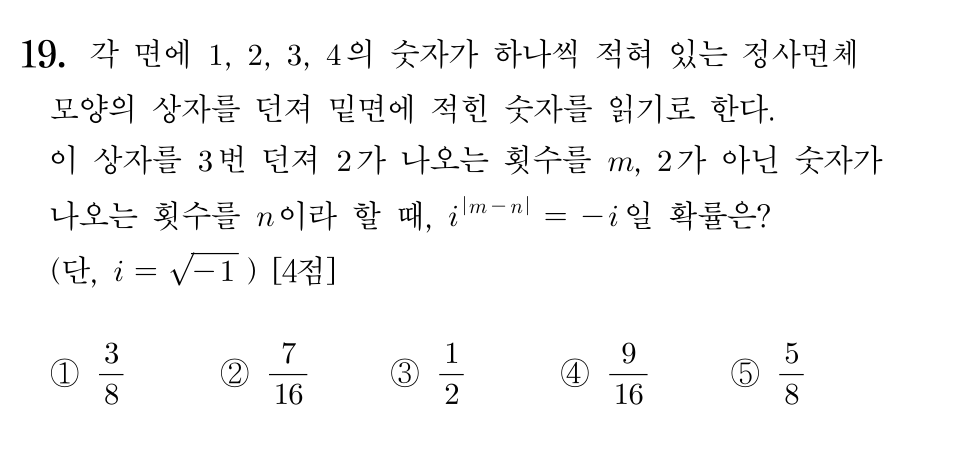 19. 각 면에 1, 2, 3, 4의 숫자가 하나씩 적혀 있는 정사면체
모양의 상자를 던져 밑면에 적힌 숫자를 읽기로 한다.
이 상자를 3번 던져 2가 나오는 횟수를 m, 2가 아닌 숫자가
나오는 횟수를 n이라 할 때, i^{|m-n|} = -i일 확률은?
(단, i = √-1 ) [4점]
① 3/8 ② 7/16 ③ 1/2 ④ 9/16 ⑤ 5/8